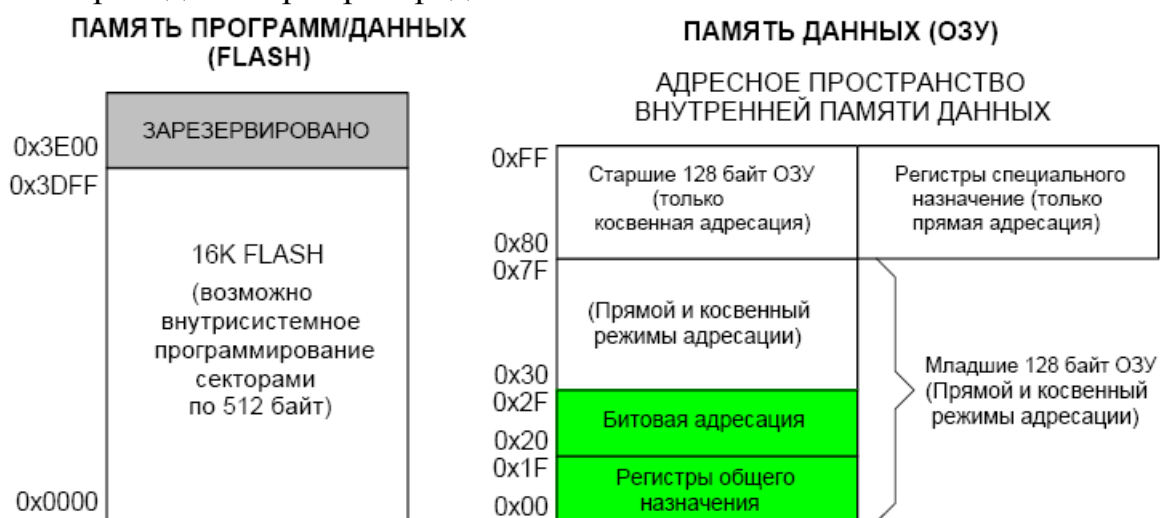 ПАМЯТЬ ПРОГРАММ/ДАННЫХ
(FLASH)
0x3E00
ЗАРЕЗЕРВИРОВАНО
0x3DFF
16K FLASH
(возможно
внутрисистемное
программирование
секторами
по 512 байт)
0x0000
ПАМЯТЬ ДАННЫХ (ОЗУ)
АДРЕСНОЕ ПРОСТРАНСТВО
ВНУТРЕННЕЙ ПАМЯТИ ДАННЫХ
0xFF
Старшие 128 байт ОЗУ
(только
косвенная адресация)
Регистры специального
назначение (только
прямая адресация)
0x80
0x7F
(Прямой и косвенный
режимы адресации)
0x30
0x2F
Битовая адресация
0x20
0x1F
Регистры общего
назначения
0x00
Младшие 128 байт ОЗУ
(Прямой и косвенный
режимы адресации)